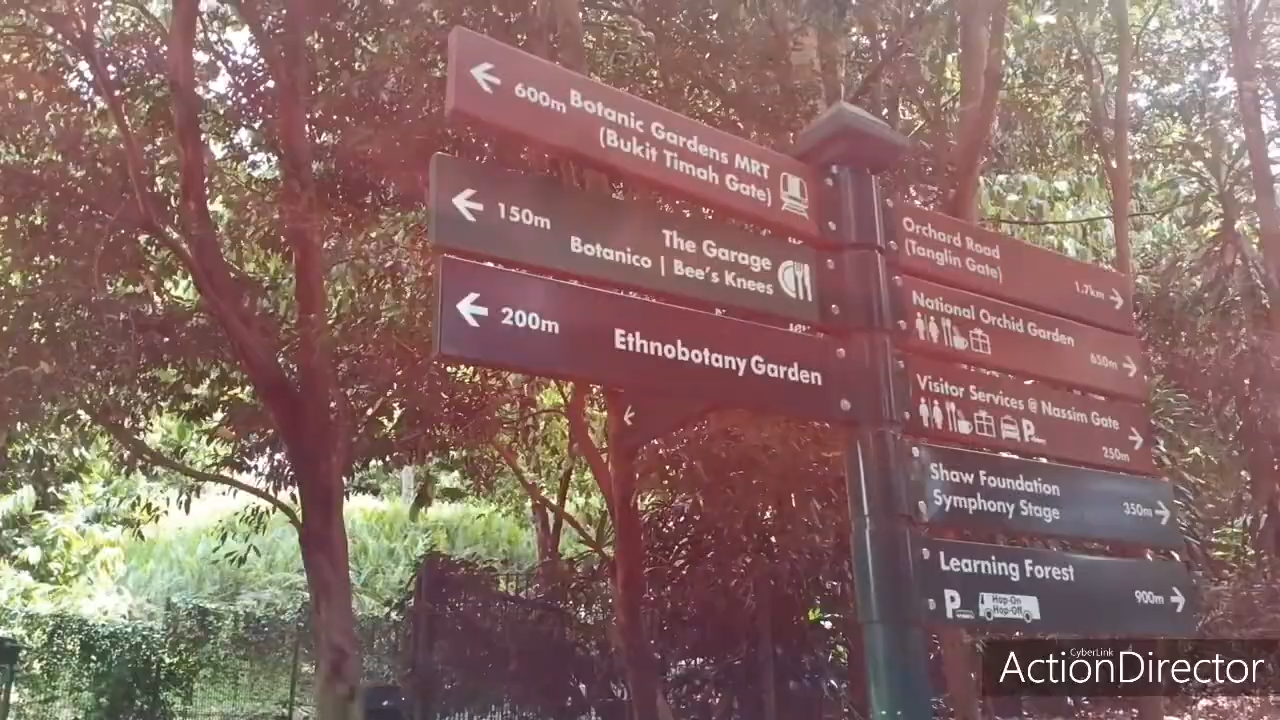 600m Botanic Gardens MRT
(Bukit Timah Gate)
150m The Garage
Botanico | Bee's Knees
200m Ethnobotany Garden
Orchard Road
(Tanglin Gate)
1.7km
National Orchid Garden
650m
Visitor Services @ Nassim Gate
P
250m
Shaw Foundation
Symphony Stage
350m
Learning Forest
P
Hop-On
Hop-Off
900m
CyberLink
ActionDirector